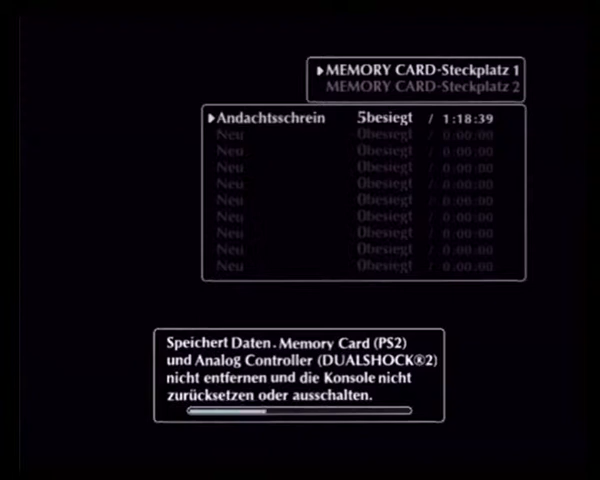 ▶MEMORY CARD-Steckplatz 1
MEMORY CARD-Steckplatz 2
▶Andachtsschrein 5besiegt / 1:18:39
Neu 0besiegt / 0:00:00
Neu 0besiegt / 0:00:00
Neu 0besiegt / 0:00:00
Neu 0besiegt / 0:00:00
Neu 0besiegt / 0:00:00
Neu 0besiegt / 0:00:00
Neu 0besiegt / 0:00:00
Neu 0besiegt / 0:00:00
Neu 0besiegt / 0:00:00
Speichert Daten. Memory Card (PS2)
und Analog Controller (DUALSHOCK®2)
nicht entfernen und die Konsole nicht
zurücksetzen oder ausschalten.